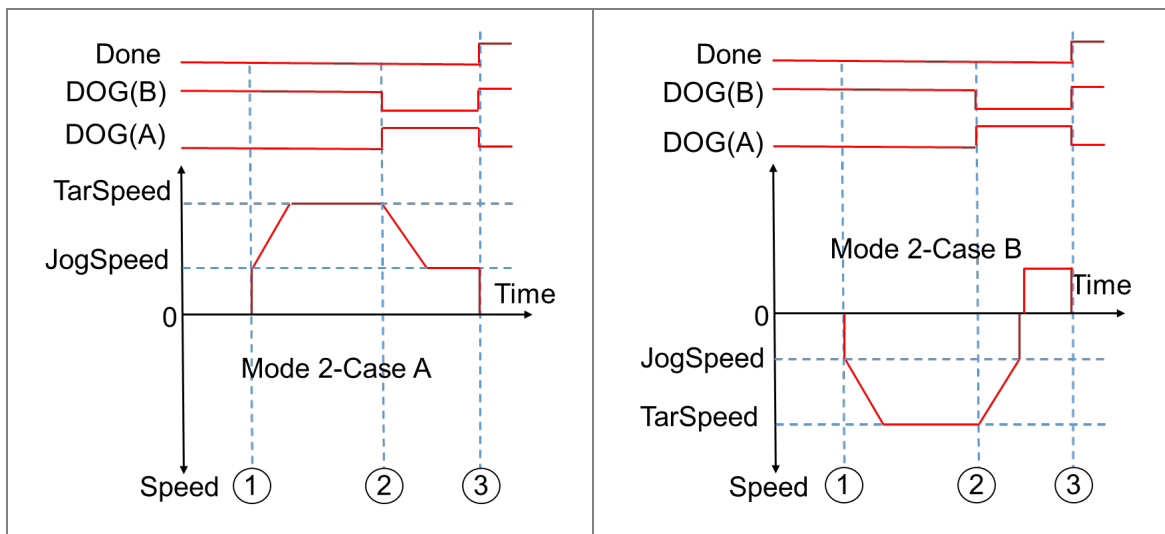 Done
DOG(B)
DOG(A)
TarSpeed
JogSpeed
Time
0
Mode 2-Case A
Speed ① ② ③
Done
DOG(B)
DOG(A)
Mode 2-Case B
Time
0
JogSpeed
TarSpeed
Speed ① ② ③